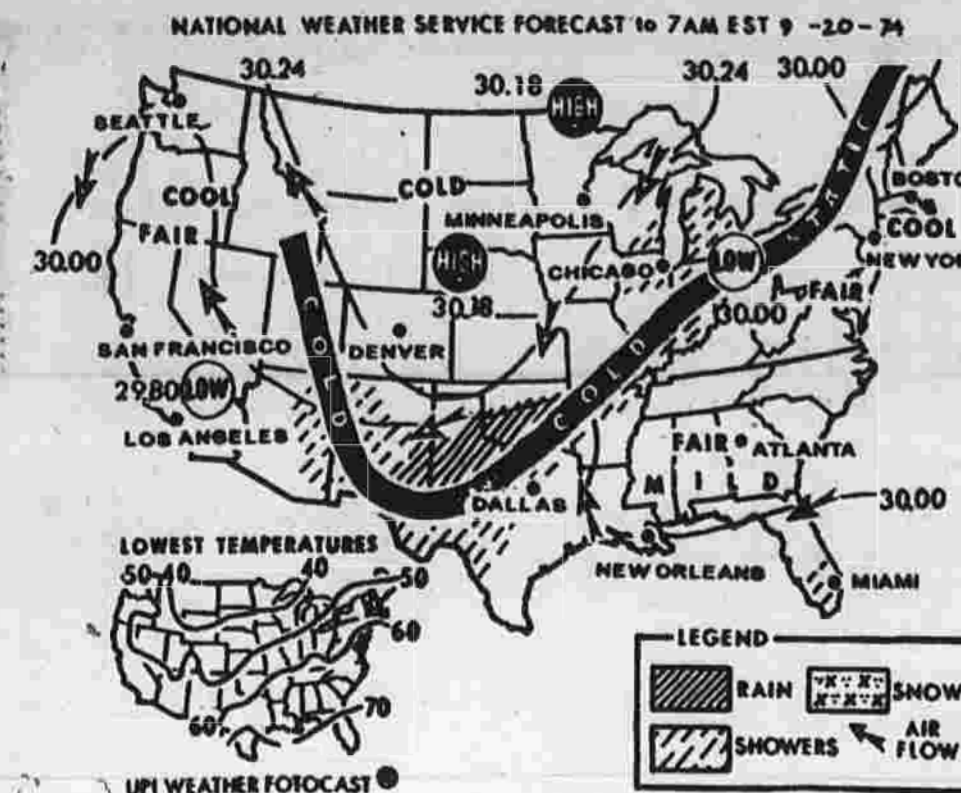 NATIONAL WEATHER SERVICE FORECAST to 7AM EST 9 -20-74
30.24
30.18
HIGH
30.24
30.00
SEATTLE
COOL
COLD
BOSTO
FAIR
MINNEAPOLIS
COOL
30.00
HIGH
CHICAGO
LOW
NEW YO
30.18
FAIR
30.00
SAN FRANCISCO
DENVER
COLD
COLD
29.80 LOW
LOS ANGELES
FAIR
ATLANTA
MILD
DALLAS
30.00
LOWEST TEMPERATURES
NEW ORLEANS
MIAMI
50 40
40
50
60
60
70
LEGEND
RAIN
SNOW
SHOWERS
AIR
FLOW
UPI WEATHER FOTOCAST